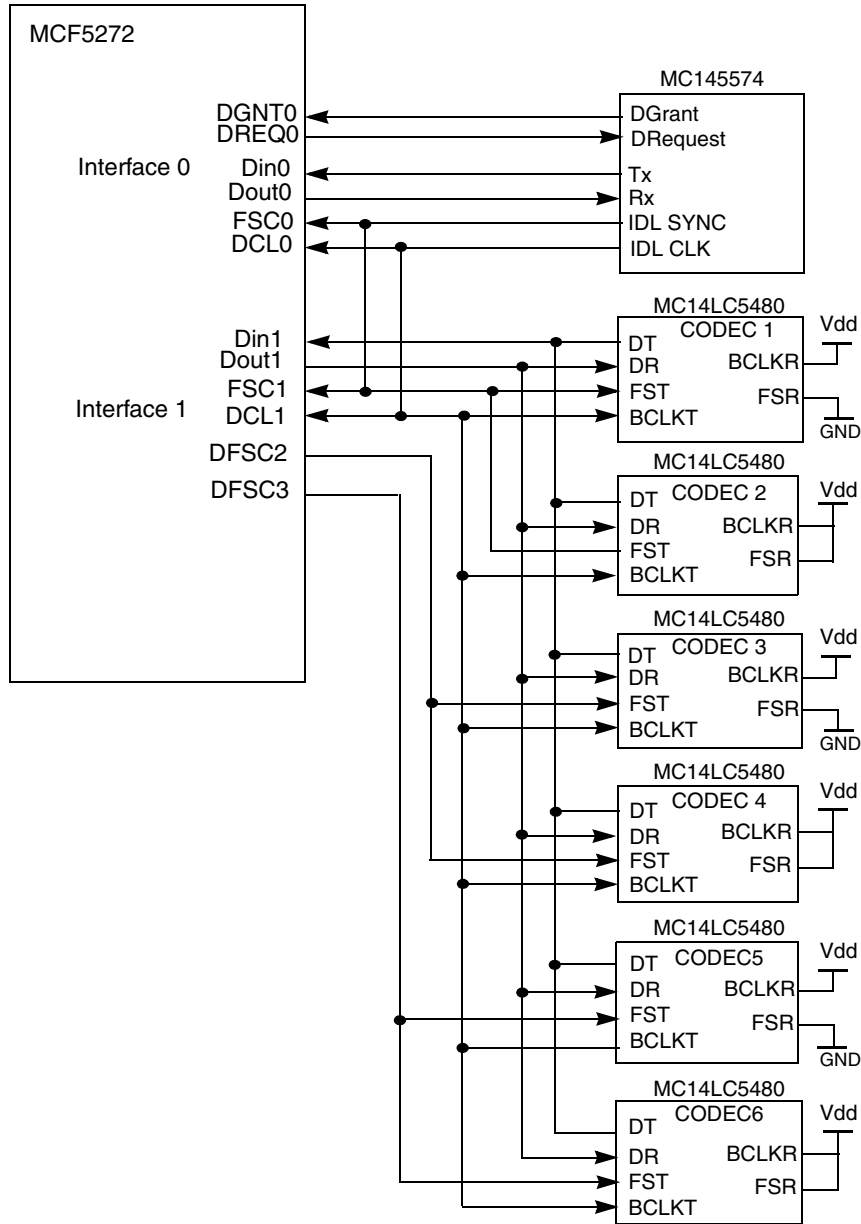 MCF5272
MC145574
DGNT0
DGrant
DREQ0
DRequest
Interface 0
Din0
Tx
Dout0
Rx
FSC0
IDL SYNC
DCL0
IDL CLK
MC14LC5480
CODEC 1
Vdd
Din1
DT
BCLKR
Dout1
DR
FSC1
FST
FSR
Interface 1
DCL1
BCLKT
GND
DFSC2
MC14LC5480
DFSC3
DT
CODEC 2
Vdd
DR
BCLKR
FST
FSR
BCLKT
MC14LC5480
DT
CODEC 3
Vdd
DR
BCLKR
FST
FSR
BCLKT
GND
MC14LC5480
DT
CODEC 4
Vdd
DR
BCLKR
FST
FSR
BCLKT
MC14LC5480
DT
CODEC5
Vdd
DR
BCLKR
FST
FSR
BCLKT
GND
MC14LC5480
DT
CODEC6
Vdd
DR
BCLKR
FST
FSR
BCLKT